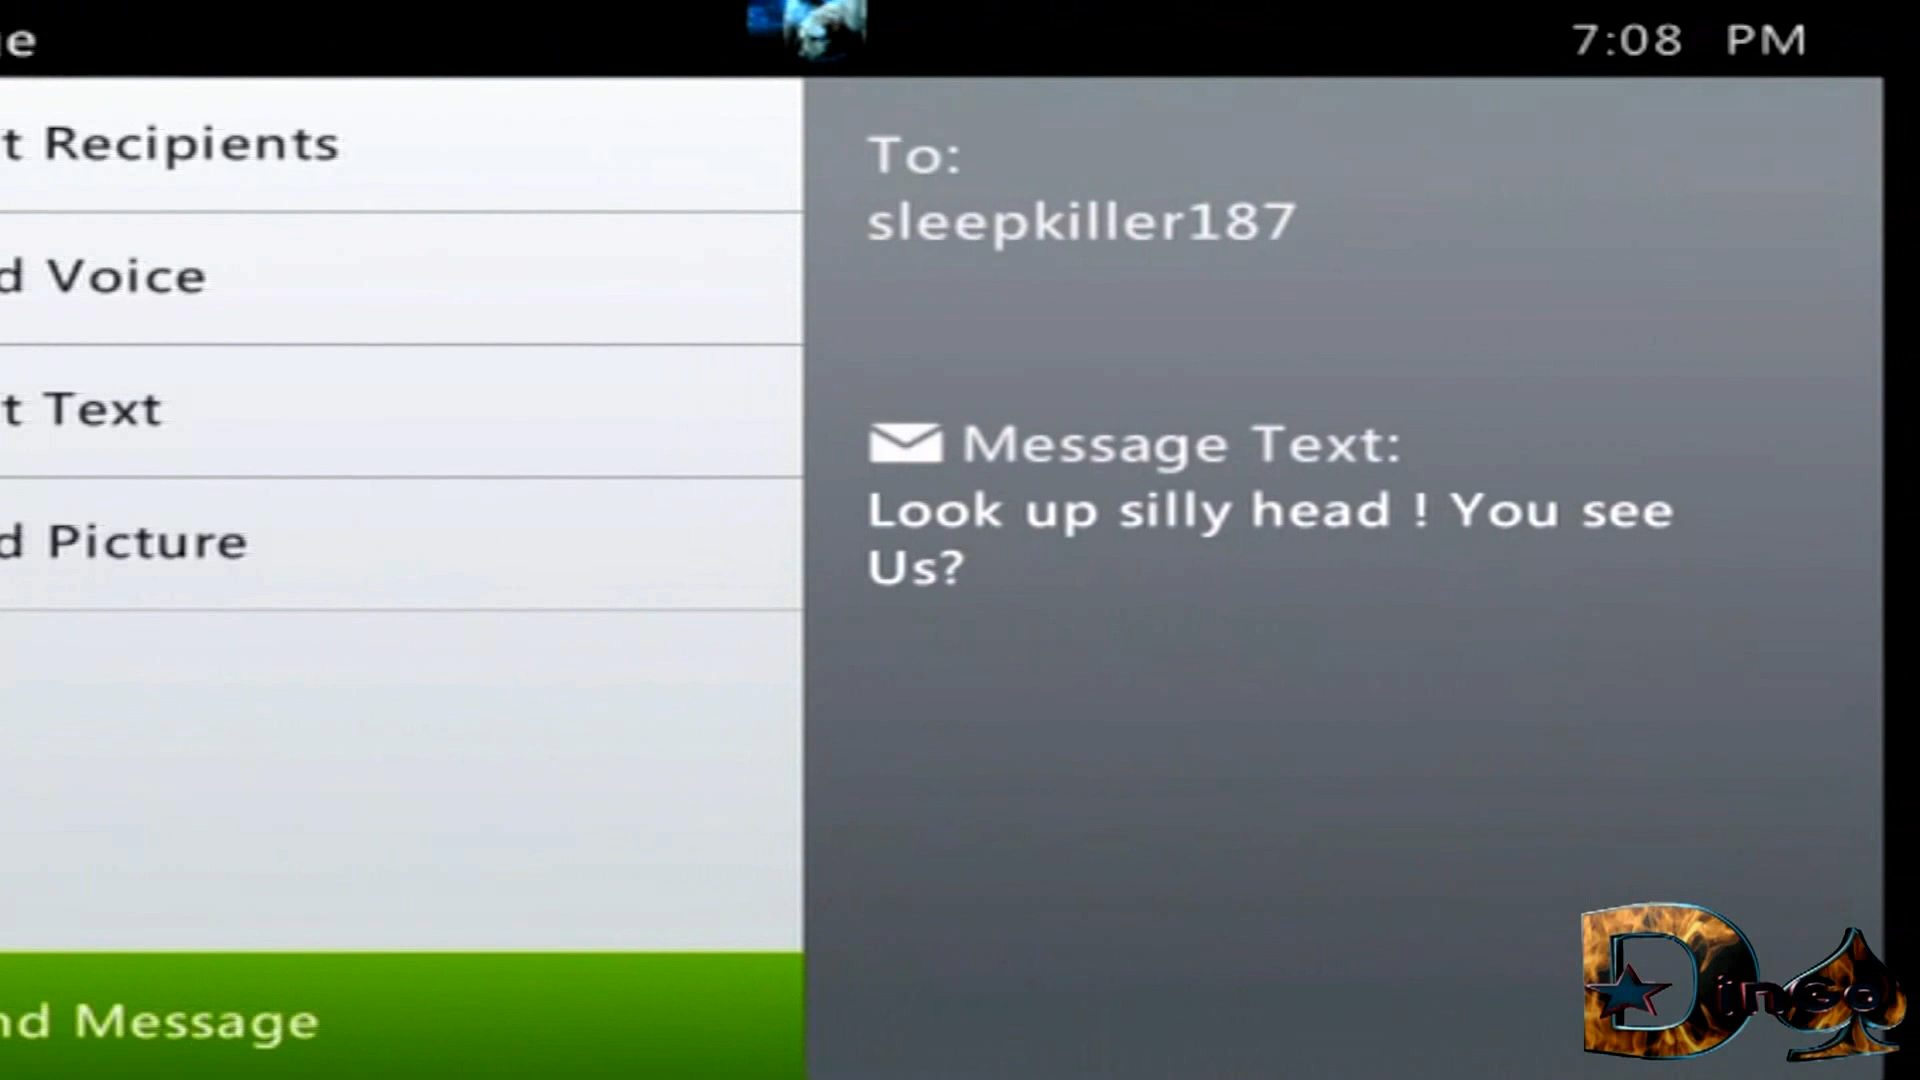 e
7:08 PM
t Recipients
d Voice
t Text
d Picture
nd Message
To:
sleepkiller187
Message Text:
Look up silly head ! You see
Us?
Dingo